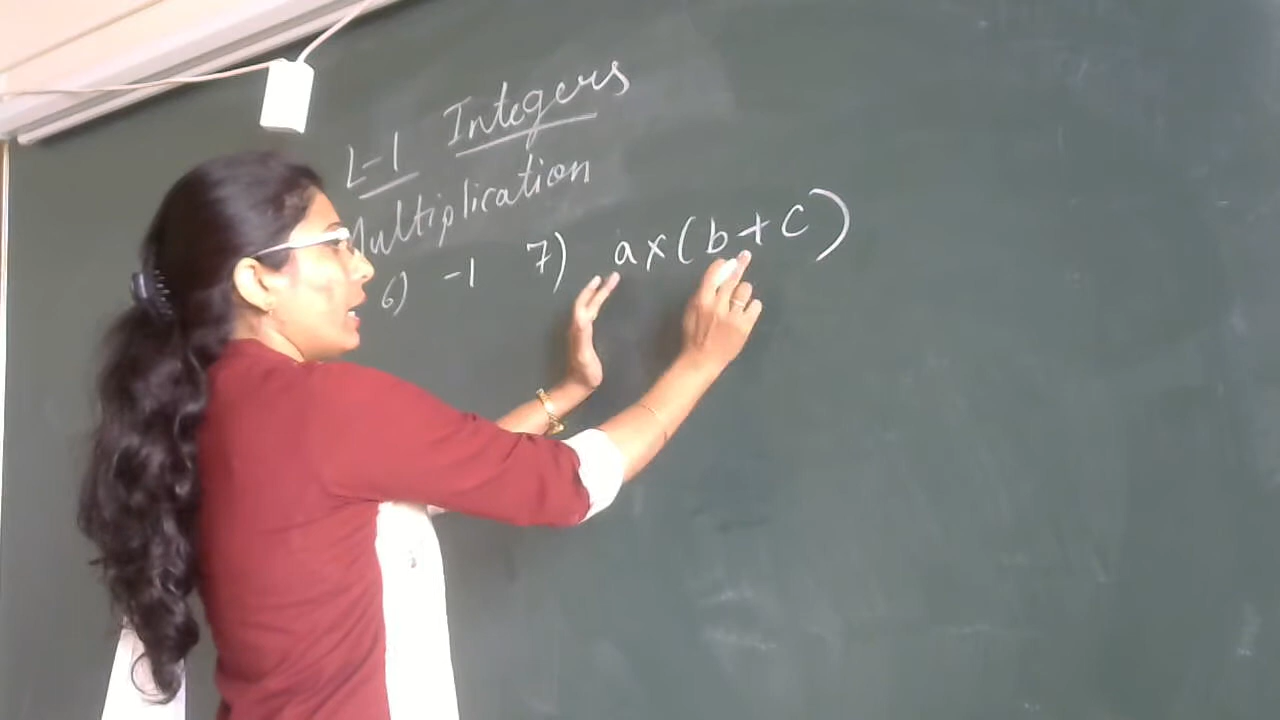 L-1 Integers
Multiplication
6) -1 7) a×(b+c)